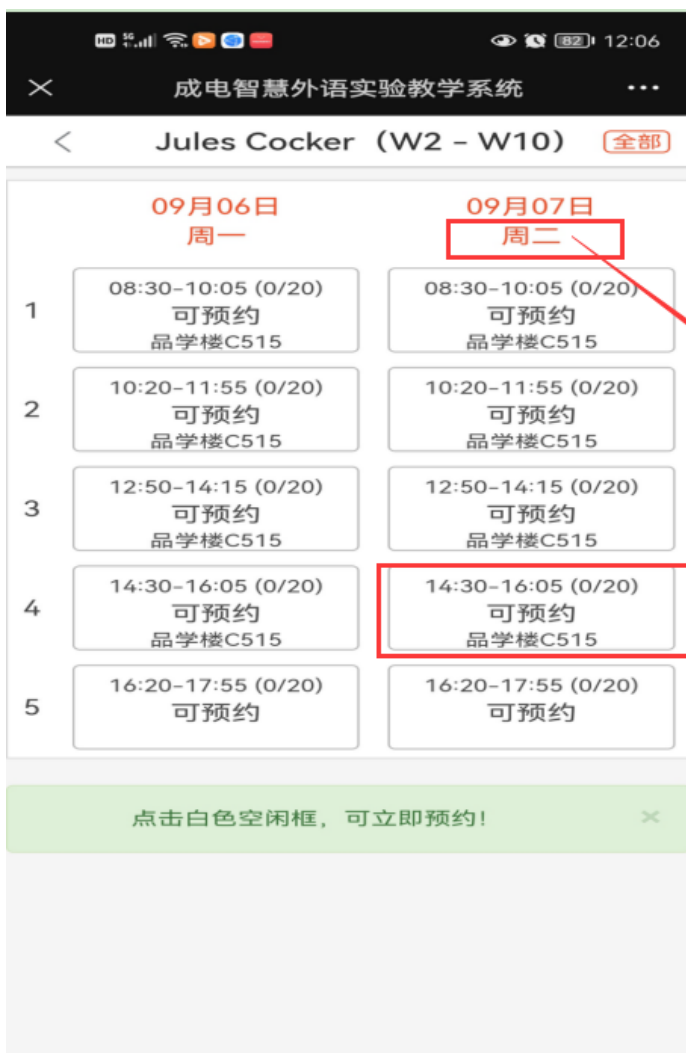 HD 5G 82 12:06
成电智慧外语实验教学系统
Jules Cocker（W2 – W10） 全部
09月06日 09月07日
周一 周二
08:30-10:05 (0/20) 08:30-10:05 (0/20)
1 可预约 可预约
品学楼C515 品学楼C515
10:20-11:55 (0/20) 10:20-11:55 (0/20)
2 可预约 可预约
品学楼C515 品学楼C515
12:50-14:15 (0/20) 12:50-14:15 (0/20)
3 可预约 可预约
品学楼C515 品学楼C515
14:30-16:05 (0/20) 14:30-16:05 (0/20)
4 可预约 可预约
品学楼C515 品学楼C515
16:20-17:55 (0/20) 16:20-17:55 (0/20)
5 可预约 可预约
点击白色空闲框，可立即预约!